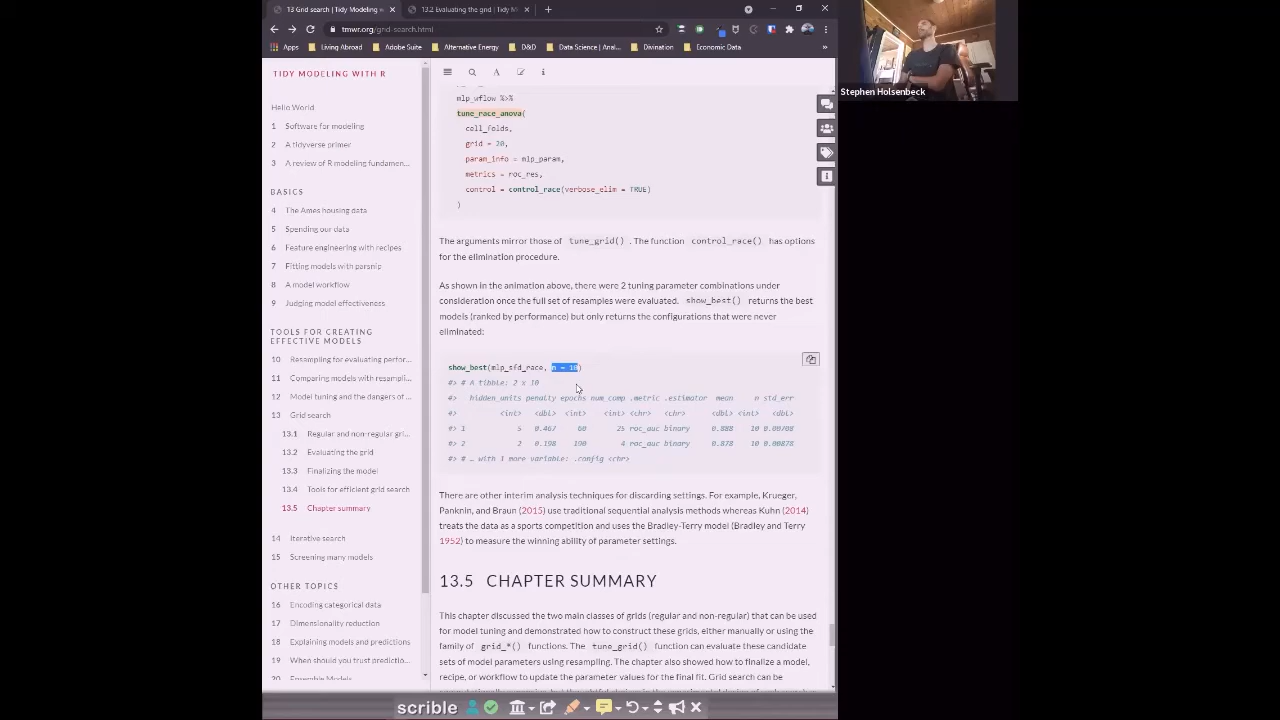 13 Grid search | Tidy Modeling w
13.2 Evaluating the grid | Tidy M
tmwr.org/grid-search.html
Apps
Living Abroad
Adobe Suite
Alternative Energy
D&D
Data Science | Anal...
Divination
Economic Data
Stephen Holsenbeck
TIDY MODELING WITH R
Hello World
1 Software for modeling
2 A tidyverse primer
3 A review of R modeling fundamen...
BASICS
4 The Ames housing data
5 Spending our data
6 Feature engineering with recipes
7 Fitting models with parsnip
8 A model workflow
9 Judging model effectiveness
TOOLS FOR CREATING
EFFECTIVE MODELS
10 Resampling for evaluating perfor...
11 Comparing models with resampli...
12 Model tuning and the dangers of ...
13 Grid search
13.1 Regular and non-regular gri...
13.2 Evaluating the grid
13.3 Finalizing the model
13.4 Tools for efficient grid search
13.5 Chapter summary
14 Iterative search
15 Screening many models
OTHER TOPICS
16 Encoding categorical data
17 Dimensionality reduction
18 Explaining models and predictions
19 When should you trust predictio...
20 Ensemble Models
mlp_wflow %>%
tune_race_anova(
cell_folds,
grid = 20,
param_info = mlp_param,
metrics = roc_res,
control = control_race(verbose_elim = TRUE)
)
The arguments mirror those of tune_grid() . The function control_race() has options
for the elimination procedure.
As shown in the animation above, there were 2 tuning parameter combinations under
consideration once the full set of resamples were evaluated. show_best() returns the best
models (ranked by performance) but only returns the configurations that were never
eliminated:
show_best(mlp_sfd_race, n = 10)
#> # A tibble: 2 x 10
#> hidden_units penalty epochs num_comp .metric .estimator mean n std_err
#> <int> <dbl> <int> <int> <chr> <chr> <dbl> <int> <dbl>
#> 1 5 0.467 60 25 roc_auc binary 0.888 10 0.00708
#> 2 2 0.198 190 4 roc_auc binary 0.878 10 0.00878
#> # … with 1 more variable: .config <chr>
There are other interim analysis techniques for discarding settings. For example, Krueger,
Panknin, and Braun (2015) use traditional sequential analysis methods whereas Kuhn (2014)
treats the data as a sports competition and uses the Bradley-Terry model (Bradley and Terry
1952) to measure the winning ability of parameter settings.
13.5 CHAPTER SUMMARY
This chapter discussed the two main classes of grids (regular and non-regular) that can be used
for model tuning and demonstrated how to construct these grids, either manually or using the
family of grid_*() functions. The tune_grid() function can evaluate these candidate
sets of model parameters using resampling. The chapter also showed how to finalize a model,
recipe, or workflow to update the parameter values for the final fit. Grid search can be
scrible